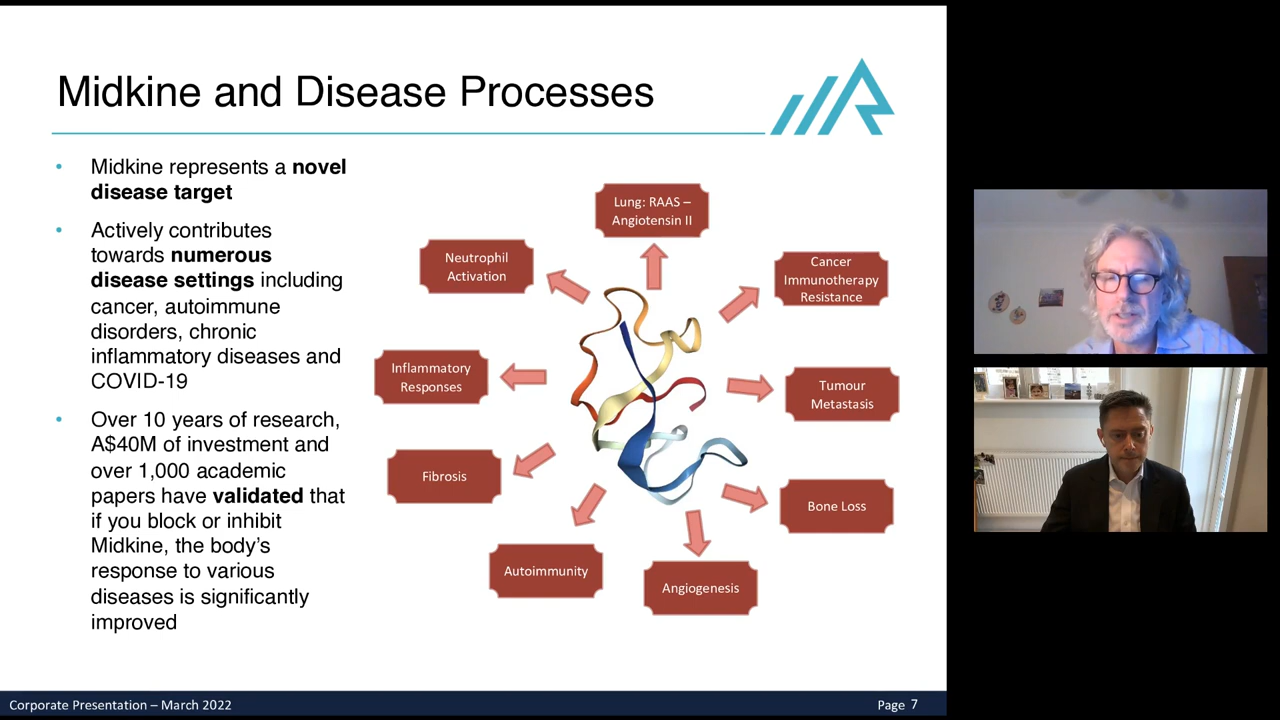 Midkine and Disease Processes
Midkine represents a novel
disease target
Actively contributes
towards numerous
disease settings including
cancer, autoimmune
disorders, chronic
inflammatory diseases and
COVID-19
Over 10 years of research,
A$40M of investment and
over 1,000 academic
papers have validated that
if you block or inhibit
Midkine, the body's
response to various
diseases is significantly
improved
Lung: RAAS –
Angiotensin II
Neutrophil
Activation
Cancer
Immunotherapy
Resistance
Inflammatory
Responses
Tumour
Metastasis
Fibrosis
Bone Loss
Autoimmunity
Angiogenesis
Corporate Presentation – March 2022
Page 7